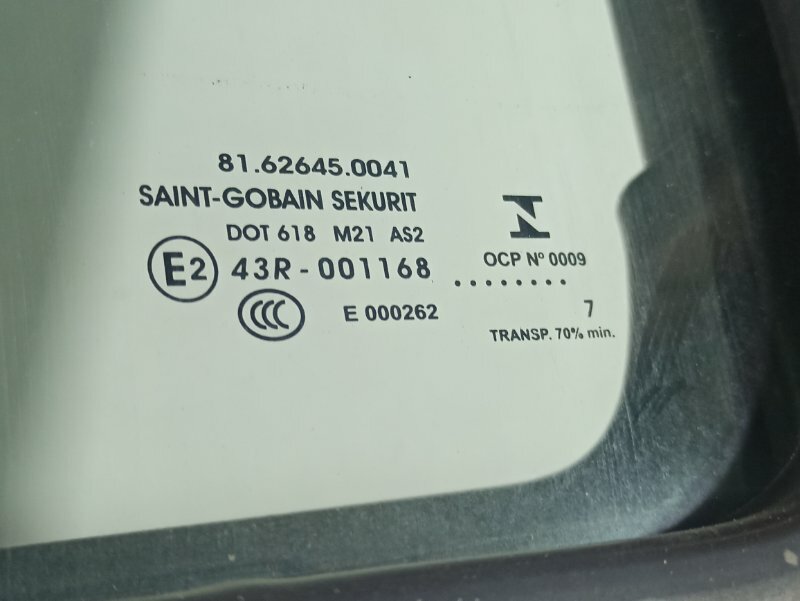 81.62645.0041
SAINT-GOBAIN SEKURIT
DOT 618 M21 AS2
E2 43R - 001168
CCC E 000262
OCP Nº 0009
........
7
TRANSP. 70% min.